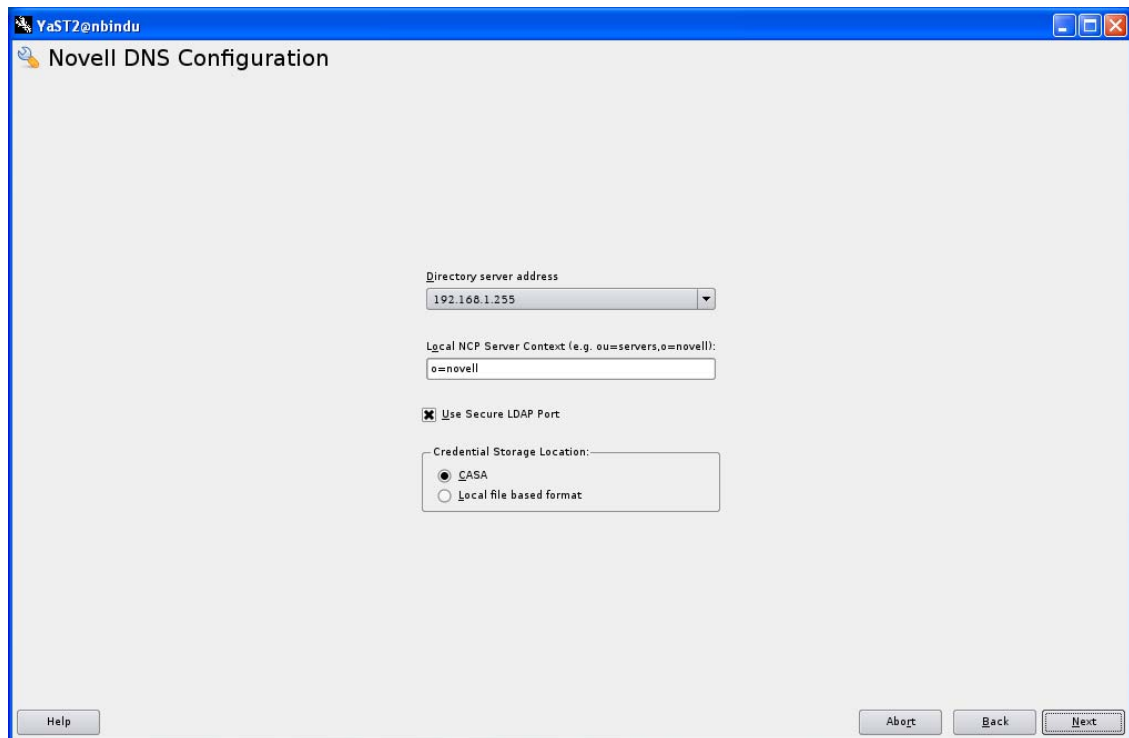 YaST2@nbindu
Novell DNS Configuration
Directory server address
192.168.1.255
Local NCP Server Context (e.g. ou=servers,o=novell):
o=novell
Use Secure LDAP Port
Credential Storage Location:
CASA
Local file based format
Help
Abort
Back
Next